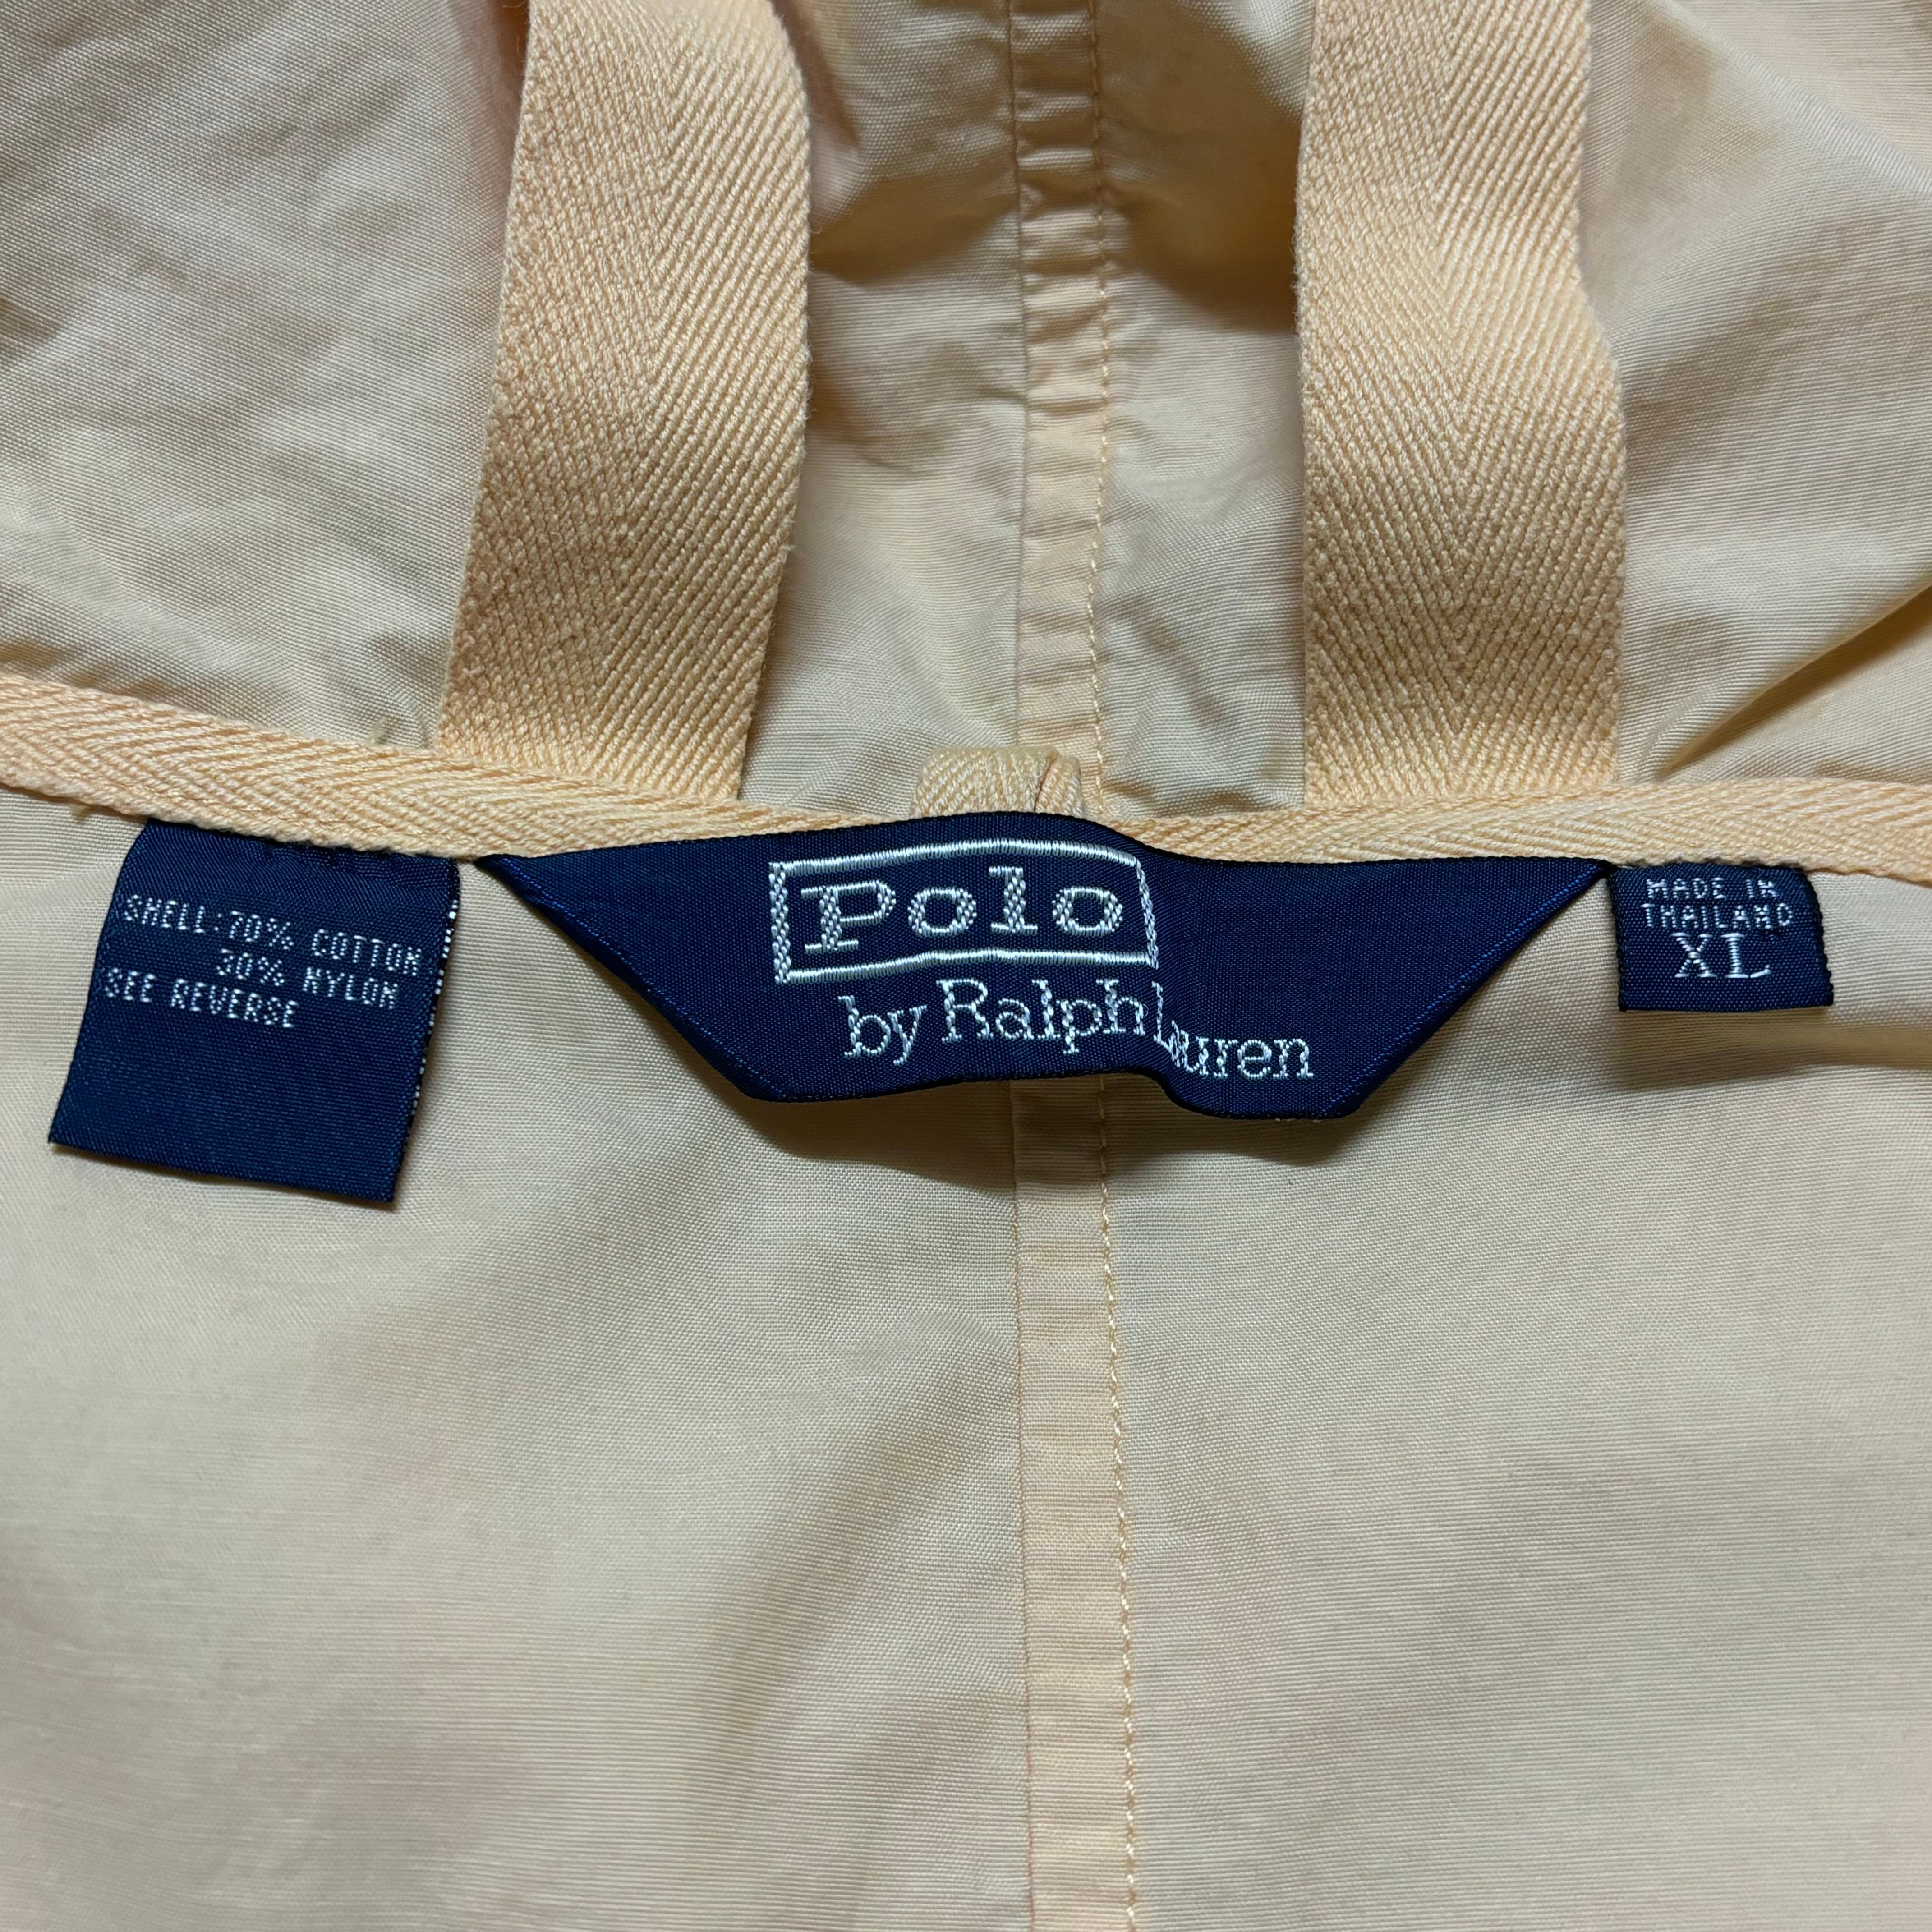 SHELL:70% COTTON
30% NYLON
SEE REVERSE
Polo
by Ralph Lauren
MADE IN
THAILAND
XL